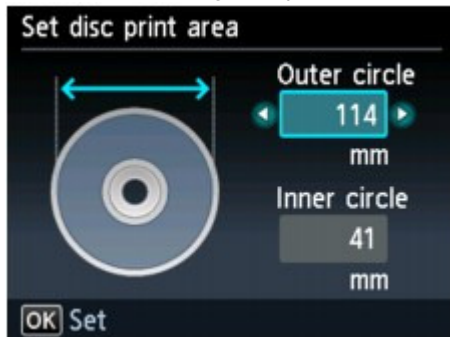 Set disc print area
Outer circle
114
mm
Inner circle
41
mm
OK Set